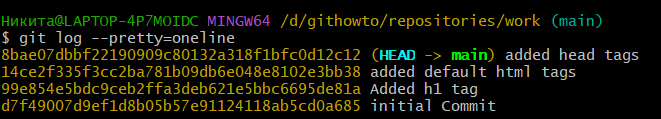 Никита@LAPTOP-4P7MOIDC MINGW64 /d/githowto/repositories/work (main)
$ git log --pretty=oneline
8bae07dbbf22190909c80132a318f1bfc0d12c12 (HEAD -> main) added head tags
14ce2f335f3cc2ba781b09db6e048e8102e3bb38 added default html tags
99e854e5bdc9ceb2ffa3deb621e5bbc6695de81a Added h1 tag
d7f49007d9ef1d8b05b57e91124118ab5cd0a685 initial Commit